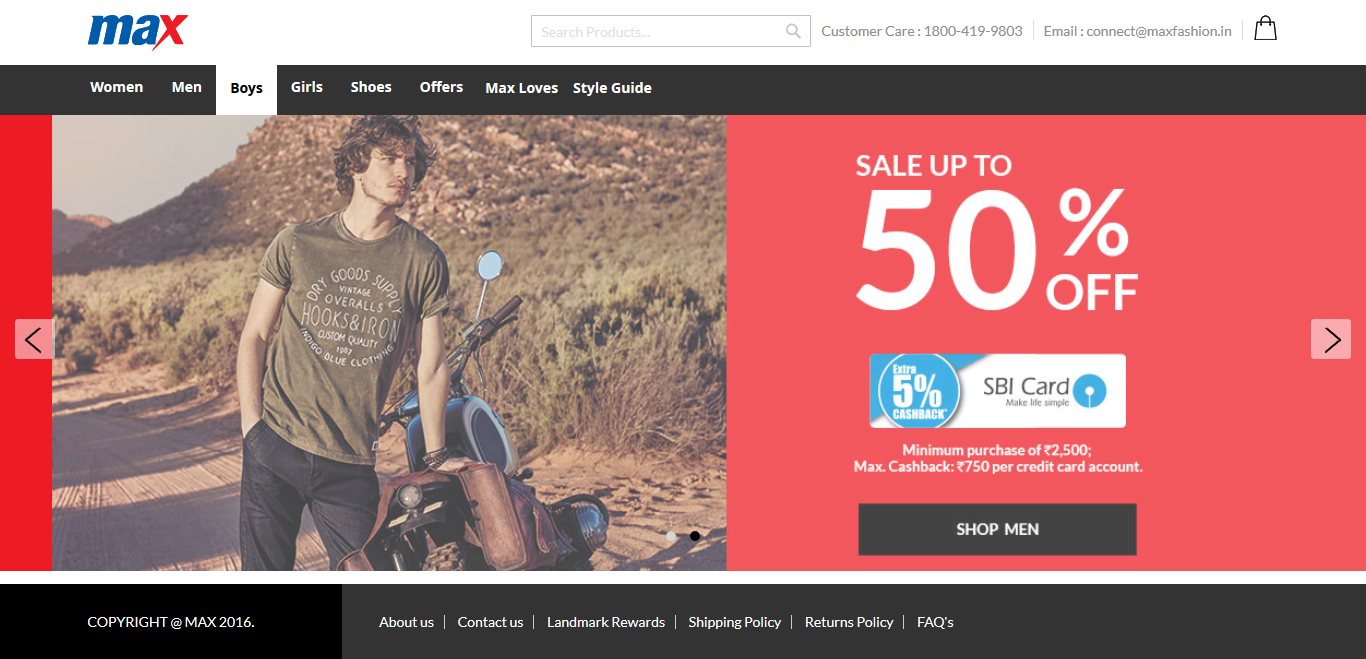 max
Search Products...
Customer Care : 1800-419-9803
Email : connect@maxfashion.in
Women Men Boys Girls Shoes Offers Max Loves Style Guide
DRY GOODS SUPPLY
VINTAGE
OVERALLS
HOOKS&IRON
CUSTOM QUALITY
1987
INDIGO BLUE CLOTHING
SALE UP TO
50%
OFF
Extra
5%
CASHBACK*
SBI Card
Make life simple
Minimum purchase of ₹2,500;
Max. Cashback: ₹750 per credit card account.
SHOP MEN
COPYRIGHT @ MAX 2016.
About us | Contact us | Landmark Rewards | Shipping Policy | Returns Policy | FAQ's